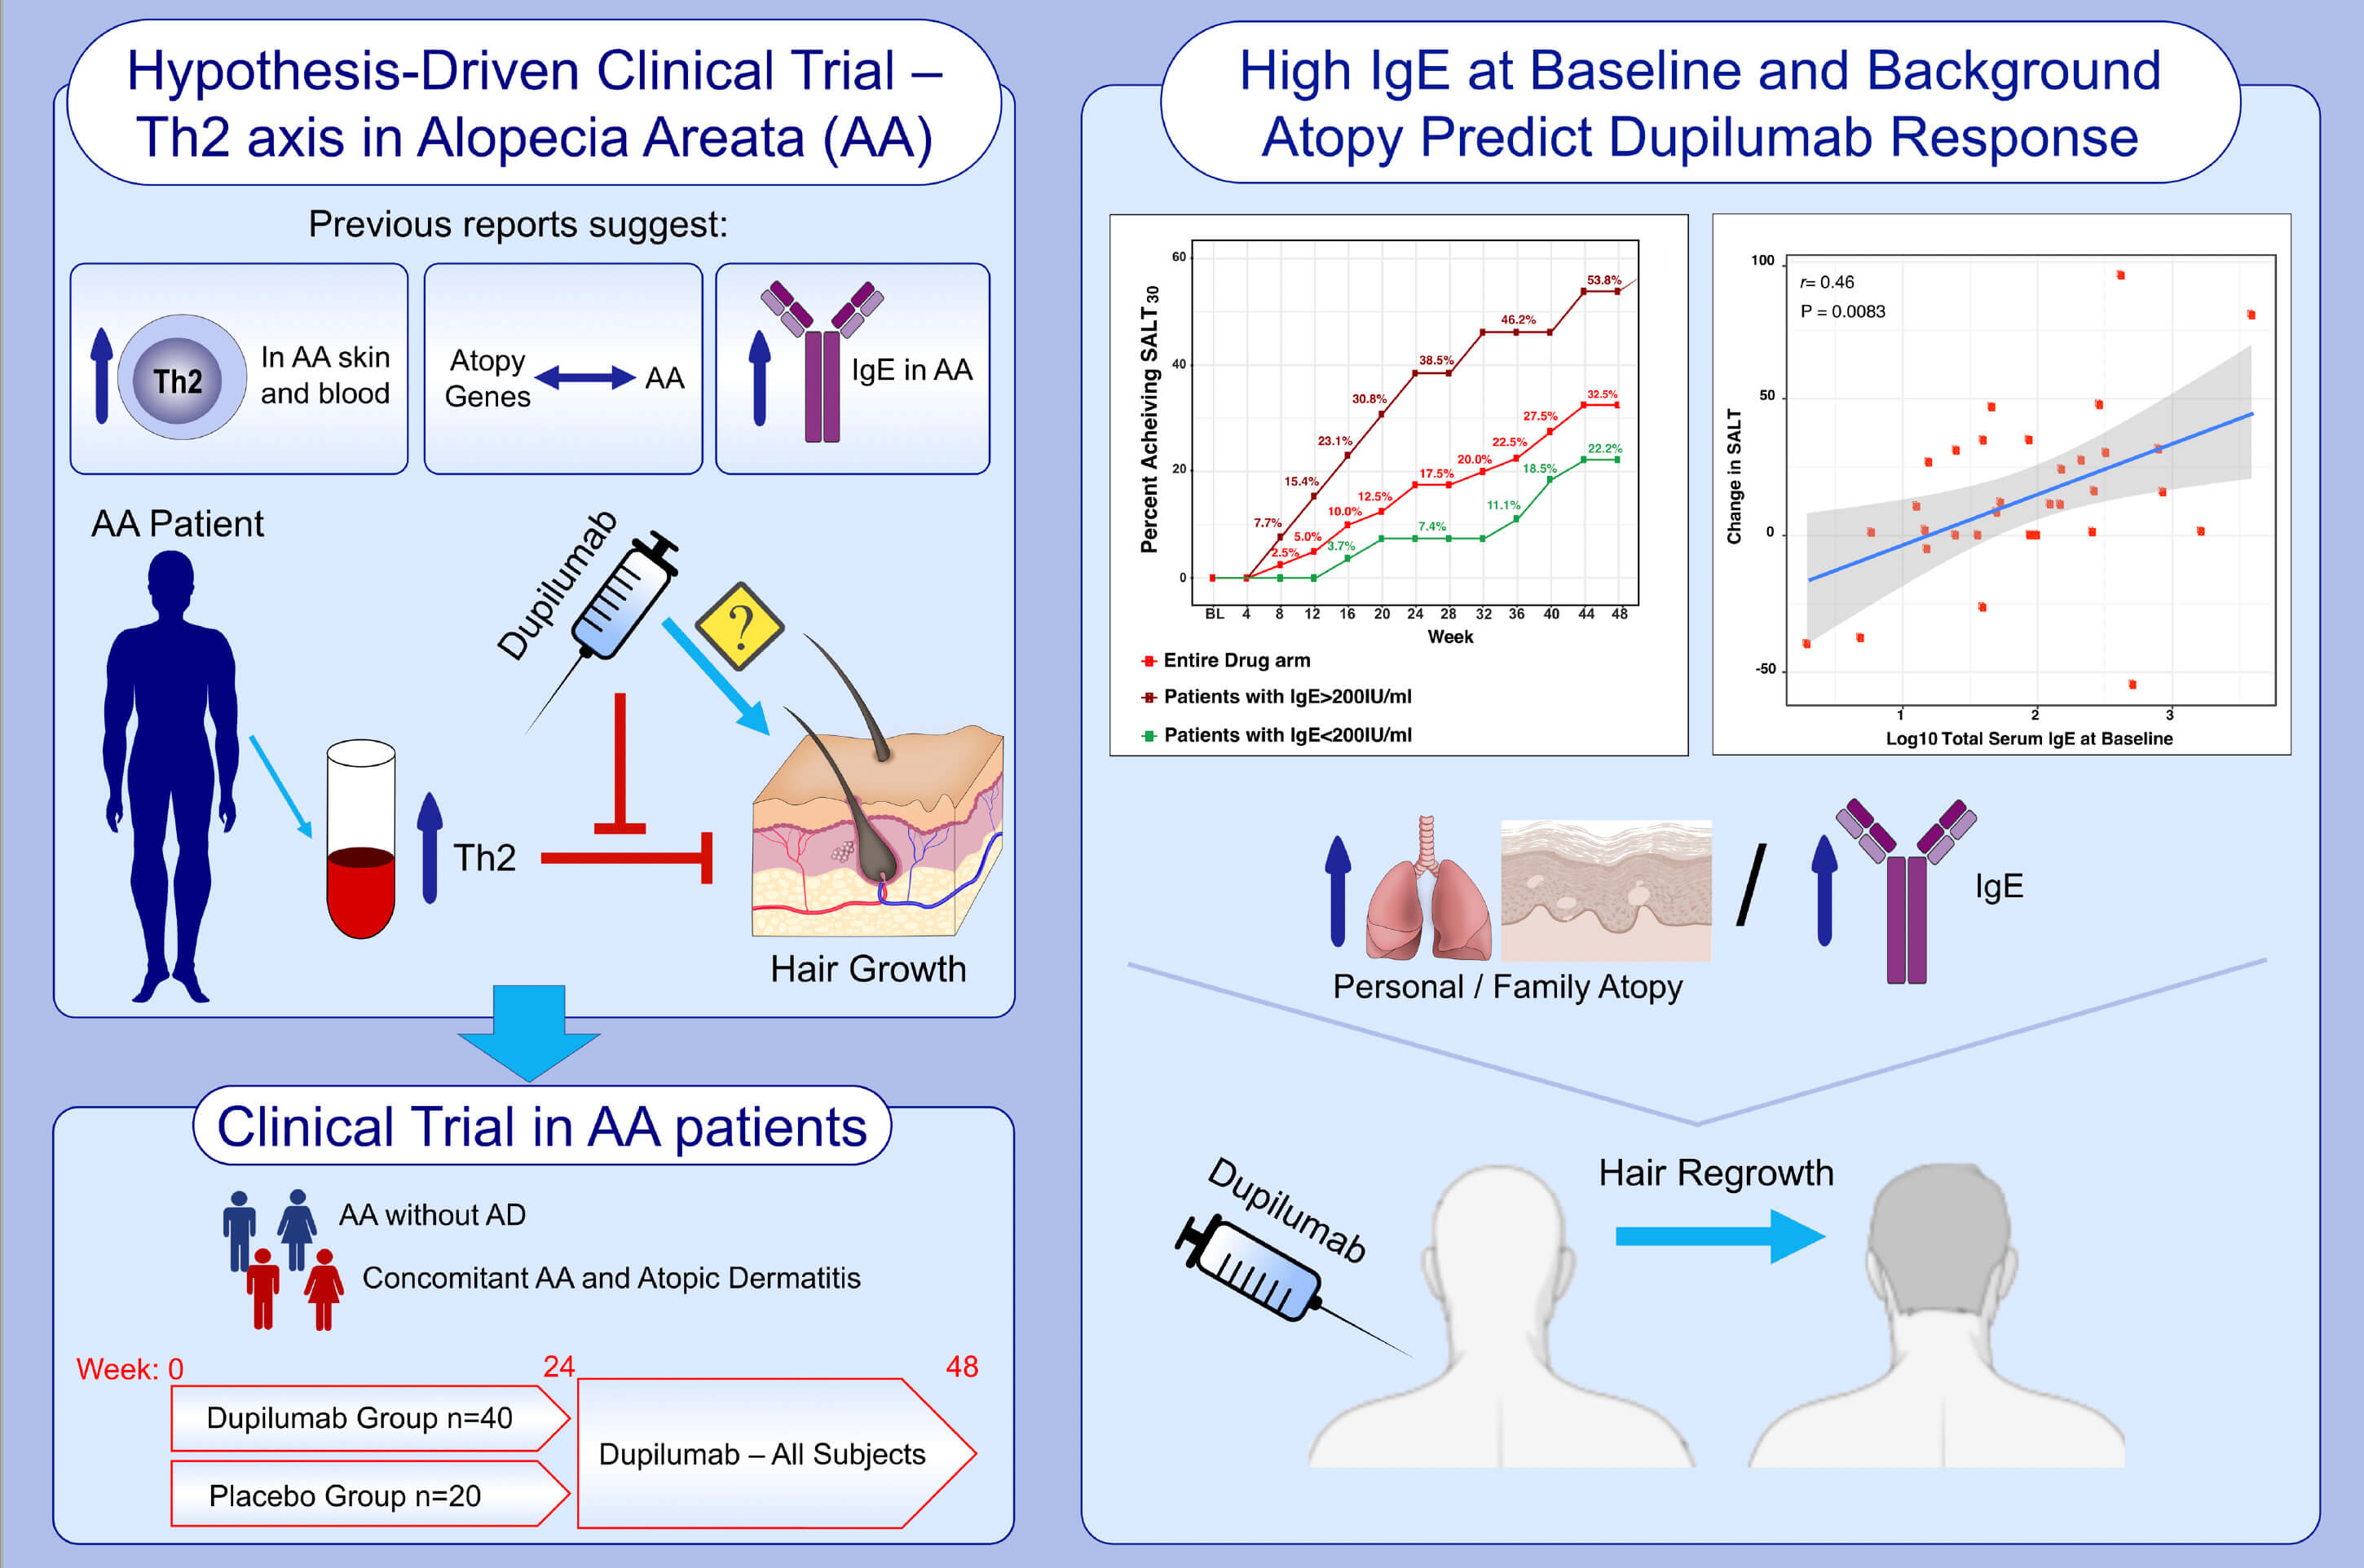 Hypothesis-Driven Clinical Trial –
Th2 axis in Alopecia Areata (AA)
Previous reports suggest:
Th2
In AA skin
and blood
Atopy
Genes
AA
IgE in AA
AA Patient
Dupilumab
?
Th2
Hair Growth
Clinical Trial in AA patients
AA without AD
Concomitant AA and Atopic Dermatitis
Week: 0
24
48
Dupilumab Group n=40
Placebo Group n=20
Dupilumab – All Subjects
High IgE at Baseline and Background
Atopy Predict Dupilumab Response
Percent Acheiving SALT30
60
40
20
0
7.7%
15.4%
23.1%
30.8%
38.5%
46.2%
53.8%
2.5%
5.0%
10.0%
12.5%
17.5%
20.0%
22.5%
27.5%
32.5%
3.7%
7.4%
11.1%
18.5%
22.2%
BL 4 8 12 16 20 24 28 32 36 40 44 48
Week
Entire Drug arm
Patients with IgE>200IU/ml
Patients with IgE<200IU/ml
Change in SALT
100
50
0
-50
r= 0.46
P = 0.0083
1 2 3
Log10 Total Serum IgE at Baseline
/
IgE
Personal / Family Atopy
Dupilumab
Hair Regrowth